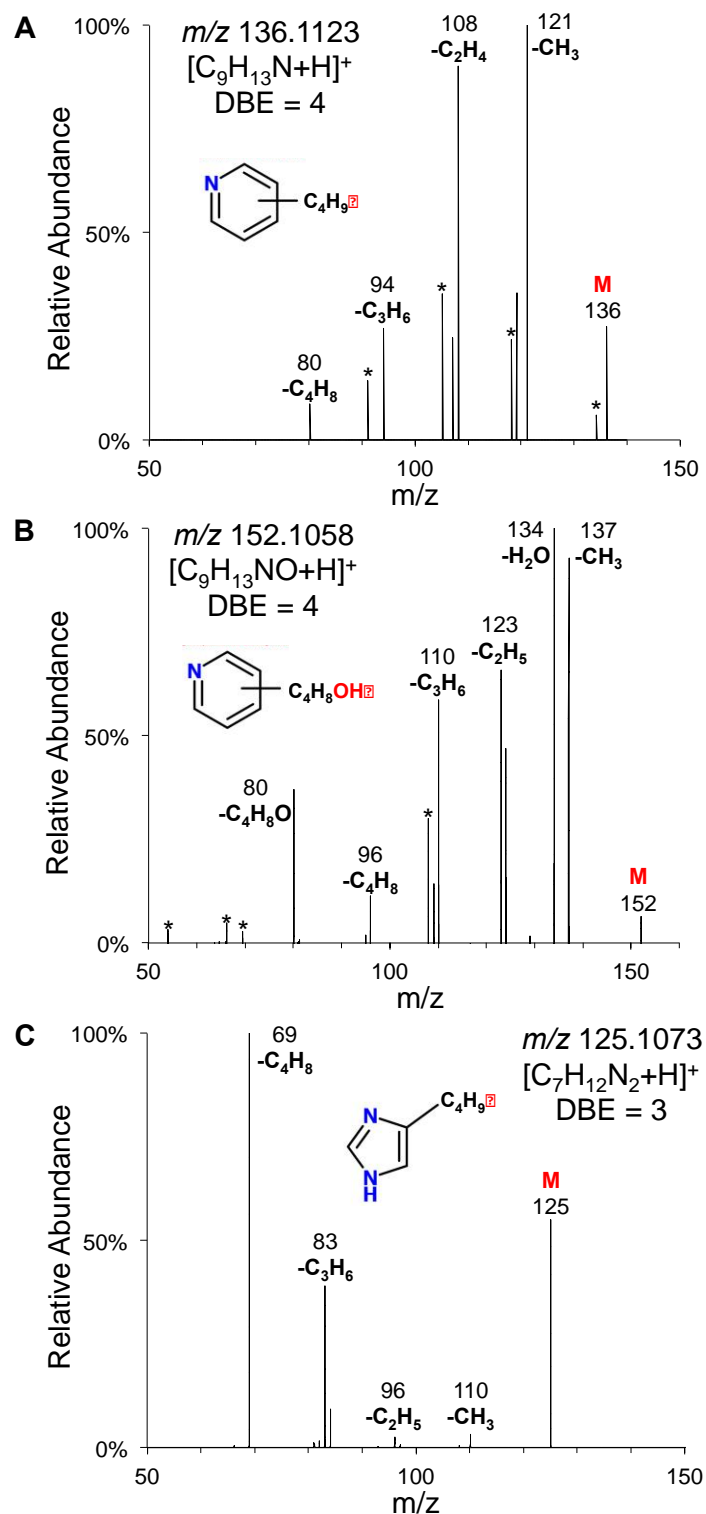 A
m/z 136.1123
[C₉H₁₃N+H]⁺
DBE = 4
N
C₄H₉?
108
-C₂H₄
121
-CH₃
94
-C₃H₆
80
-C₄H₈
*
*
*
*
M
136
100%
50%
0%
Relative Abundance
50
100
150
m/z
B
m/z 152.1058
[C₉H₁₃NO+H]⁺
DBE = 4
N
C₄H₈OH?
134
-H₂O
137
-CH₃
123
-C₂H₅
110
-C₃H₆
80
-C₄H₈O
96
-C₄H₈
*
*
*
*
M
152
100%
50%
0%
Relative Abundance
50
100
150
m/z
C
m/z 125.1073
[C₇H₁₂N₂+H]⁺
DBE = 3
N
N
H
C₄H₉?
69
-C₄H₈
83
-C₃H₆
96
-C₂H₅
110
-CH₃
M
125
100%
50%
0%
Relative Abundance
50
100
150
m/z